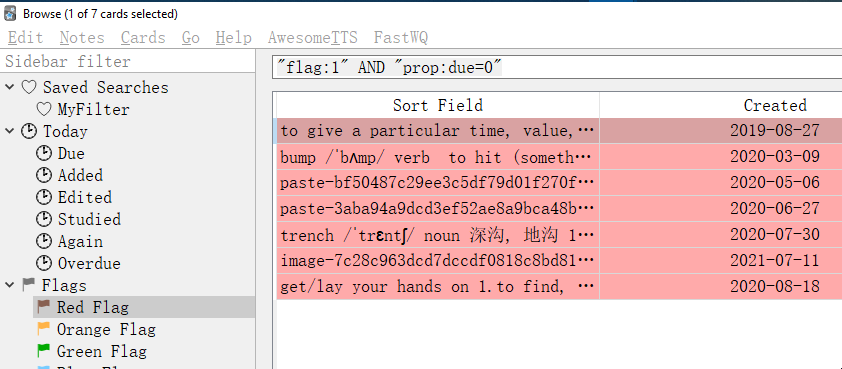 Browse (1 of 7 cards selected)
Edit Notes Cards Go Help AwesomeTTS FastWQ
Sidebar filter
"flag:1" AND "prop:due=0"
Saved Searches
MyFilter
Today
Due
Added
Edited
Studied
Again
Overdue
Flags
Red Flag
Orange Flag
Green Flag
Sort Field Created
to give a particular time, value,… 2019-08-27
bump /ˈbʌmp/ verb to hit (someth… 2020-03-09
paste-bf50487c29ee3c5df79d01f270f… 2020-05-06
paste-3aba94a9dcd3ef52ae8a9bca48b… 2020-06-27
trench /ˈtrɛntʃ/ noun 深沟, 地沟 1… 2020-07-30
image-7c28c963dcd7dccdf0818c8bd81… 2021-07-11
get/lay your hands on 1.to find, … 2020-08-18